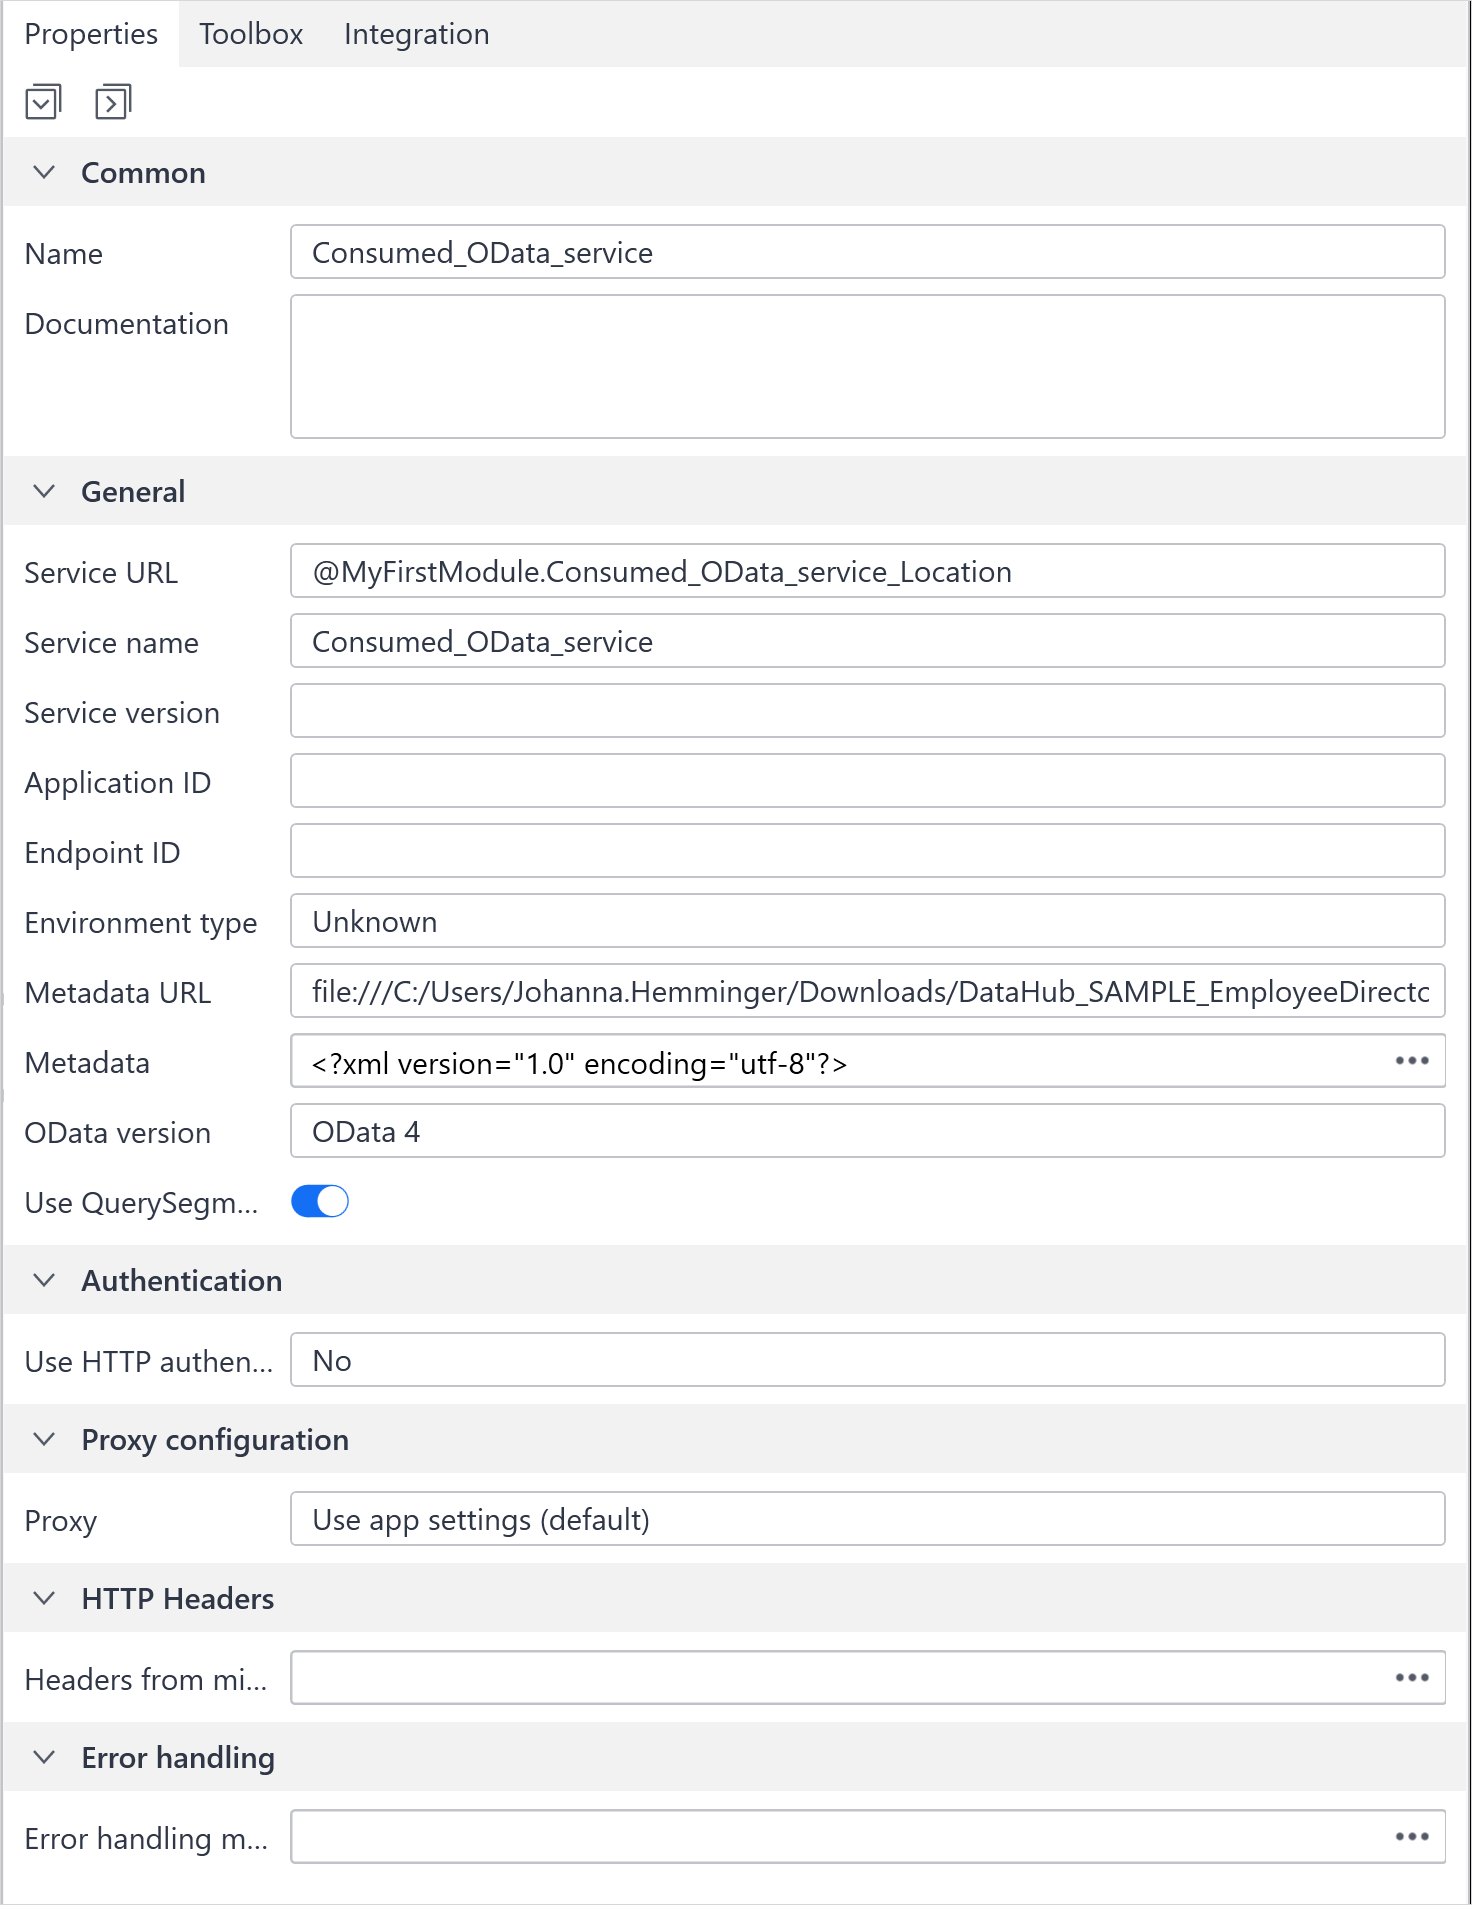 Properties Toolbox Integration
Common
Name Consumed_OData_service
Documentation
General
Service URL @MyFirstModule.Consumed_OData_service_Location
Service name Consumed_OData_service
Service version
Application ID
Endpoint ID
Environment type Unknown
Metadata URL file:///C:/Users/Johanna.Hemminger/Downloads/DataHub_SAMPLE_EmployeeDirectc
Metadata <?xml version="1.0" encoding="utf-8"?> •••
OData version OData 4
Use QuerySegm...
Authentication
Use HTTP authen... No
Proxy configuration
Proxy Use app settings (default)
HTTP Headers
Headers from mi... •••
Error handling
Error handling m... •••